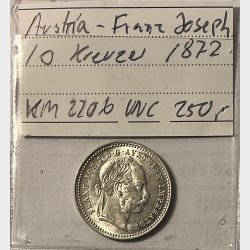 Austria - Franz Joseph
10 Kreuzer 1872
KM 2206 UNC 250,-